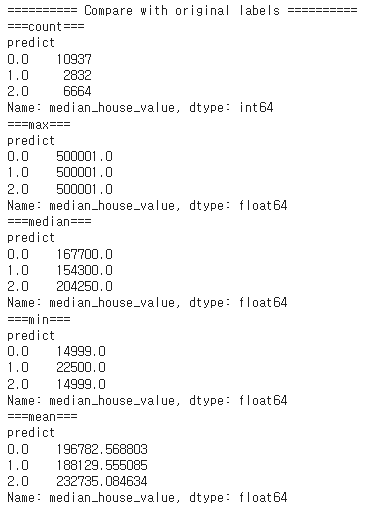 ========== Compare with original labels ==========
===count===
predict
0.0    10937
1.0     2832
2.0     6664
Name: median_house_value, dtype: int64
===max===
predict
0.0    500001.0
1.0    500001.0
2.0    500001.0
Name: median_house_value, dtype: float64
===median===
predict
0.0    167700.0
1.0    154300.0
2.0    204250.0
Name: median_house_value, dtype: float64
===min===
predict
0.0    14999.0
1.0    22500.0
2.0    14999.0
Name: median_house_value, dtype: float64
===mean===
predict
0.0    196782.568803
1.0    188129.555085
2.0    232735.084634
Name: median_house_value, dtype: float64